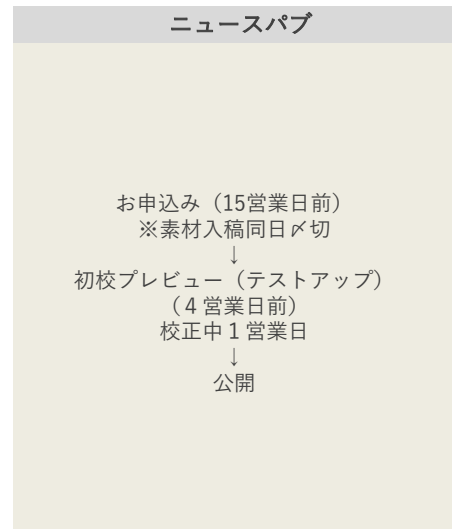 ニュースパブ
お申込み（15営業日前）
※素材入稿同日〆切
↓
初校プレビュー（テストアップ）
（４営業日前）
校正中１営業日
↓
公開